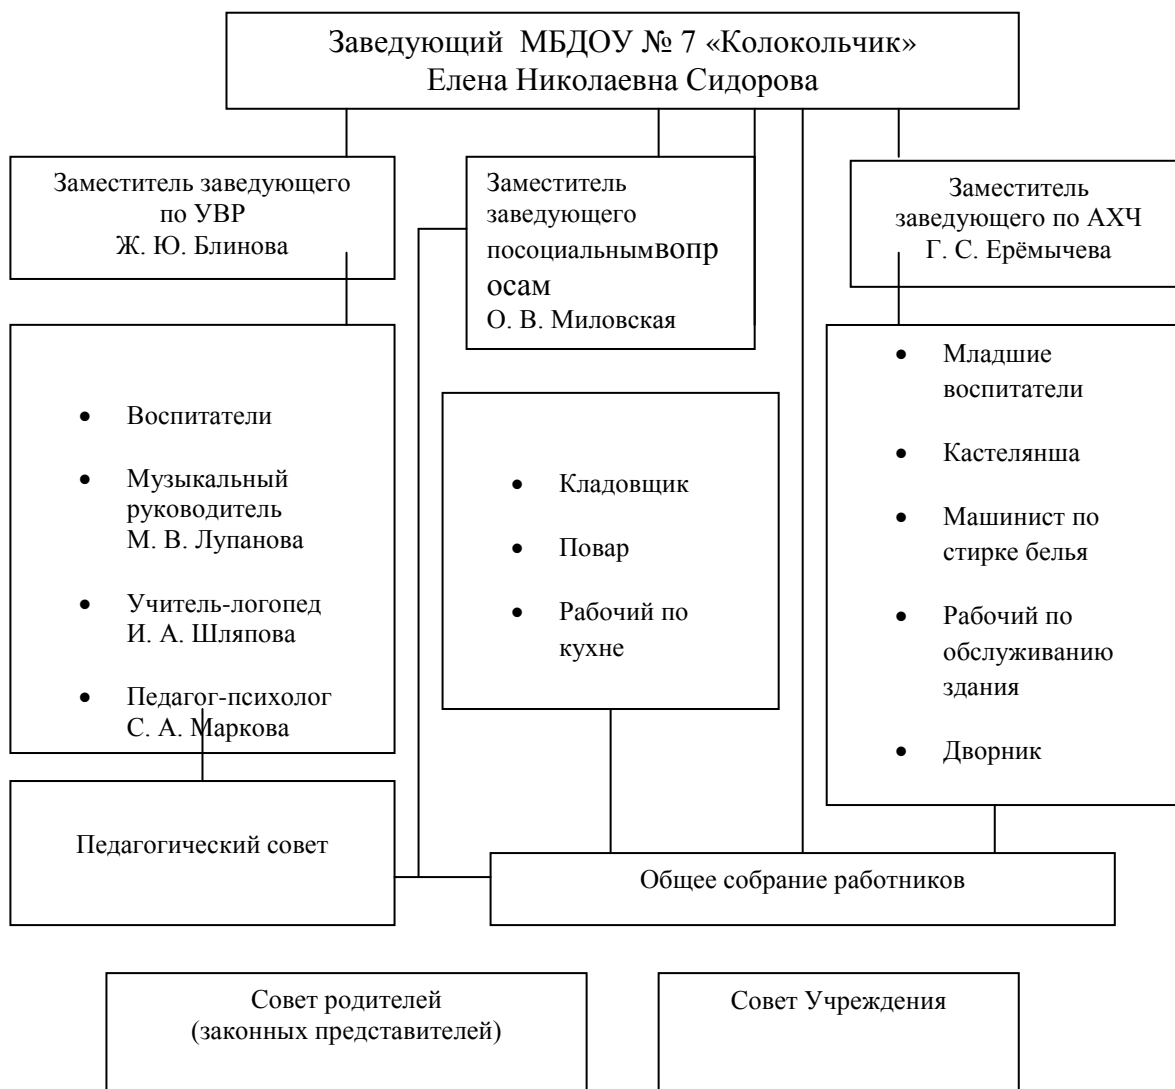 Заведующий МБДОУ № 7 «Колокольчик»
Елена Николаевна Сидорова
Заместитель заведующего
по УВР
Ж. Ю. Блинова
Заместитель
заведующего
посоциальнымвопр
осам
О. В. Миловская
Заместитель
заведующего по АХЧ
Г. С. Ерёмычева
• Воспитатели
• Музыкальный
руководитель
М. В. Лупанова
• Учитель-логопед
И. А. Шляпова
• Педагог-психолог
С. А. Маркова
• Кладовщик
• Повар
• Рабочий по
кухне
• Младшие
воспитатели
• Кастелянша
• Машинист по
стирке белья
• Рабочий по
обслуживанию
здания
• Дворник
Педагогический совет
Общее собрание работников
Совет родителей
(законных представителей)
Совет Учреждения